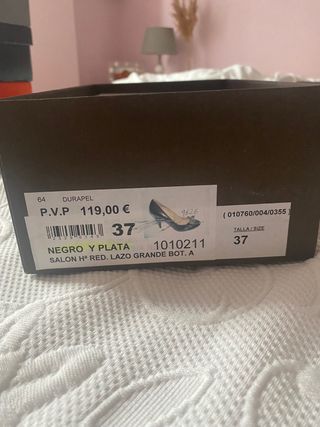 64 DURAPEL
P.V.P 119,00 €
37
NEGRO Y PLATA 1010211
SALON Hº RED. LAZO GRANDE BOT. A
( 010760/004/0355 )
TALLA / SIZE
37